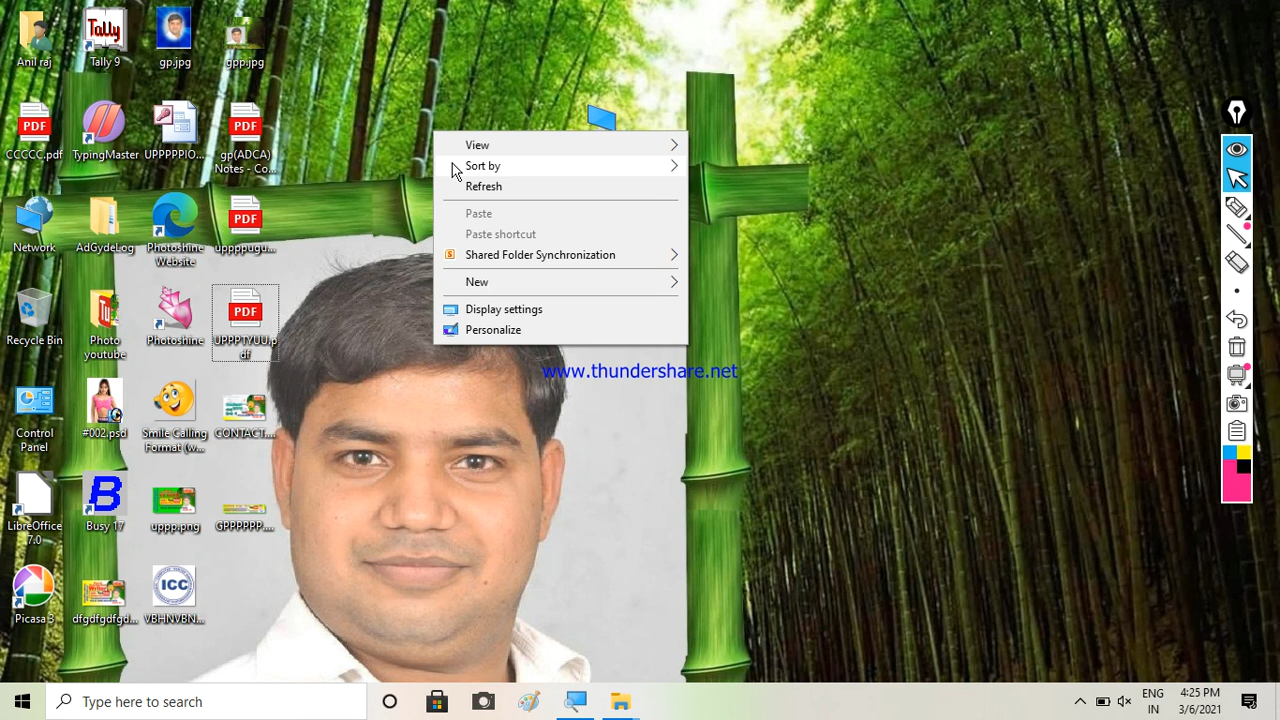 Anil raj
Tally
Tally 9
gp.jpg
gpp.jpg
PDF
CCCCC.pdf
TypingMaster
UPPPPPIO...
PDF
gp(ADCA)
Notes - Co...
Network
AdGydeLog
Photoshine
Website
PDF
uppppugu...
Recycle Bin
Tu
Photo
youtube
Photoshine
PDF
UPPPTYUU.p
df
Control
Panel
#002.psd
Smile Calling
Format (w...
CONTACT....
LibreOffice
7.0
B
Busy 17
uppp.png
GPPPPPP....
Picasa 3
dfgdfgdfgd...
ICC
VBHNVBN...
View
Sort by
Refresh
Paste
Paste shortcut
S
Shared Folder Synchronization
New
Display settings
Personalize
www.thundershare.net
Type here to search
ENG
IN
4:25 PM
3/6/2021